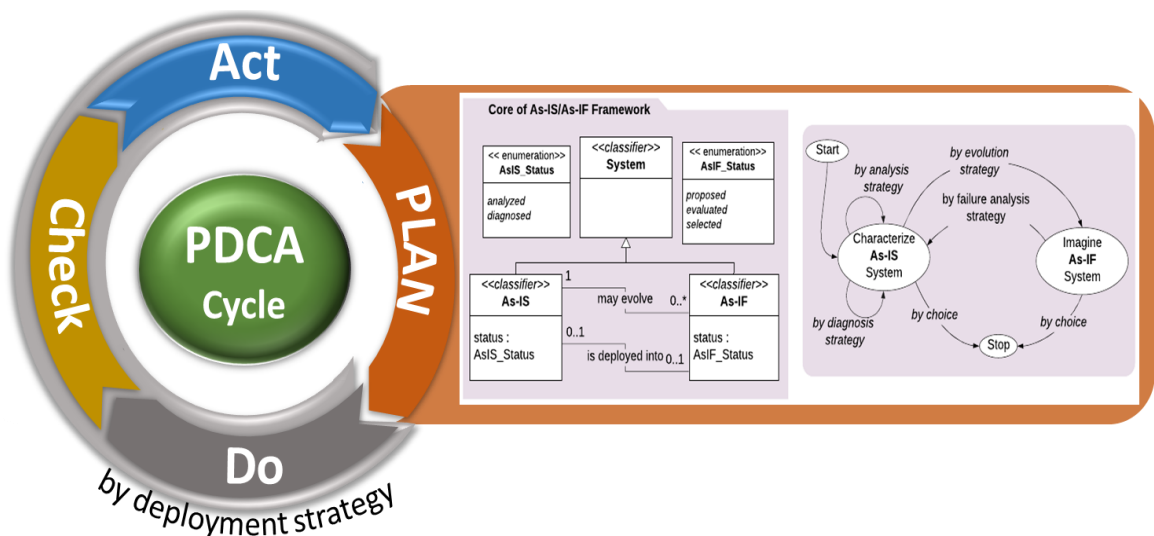 Act
PLAN
Do
Check
PDCA
Cycle
by deployment strategy
Core of As-IS/As-IF Framework
<< enumeration>>
AsIS_Status
analyzed
diagnosed
<<classifier>>
System
<< enumeration>>
AsIF_Status
proposed
evaluated
selected
<<classifier>>
As-IS
status :
AsIS_Status
1
may evolve
0..*
0..1
is deployed into
0..1
<<classifier>>
As-IF
status :
AsIF_Status
Start
by analysis
strategy
by evolution
strategy
by failure analysis
strategy
Characterize
As-IS
System
Imagine
As-IF
System
by diagnosis
strategy
by choice
by choice
Stop